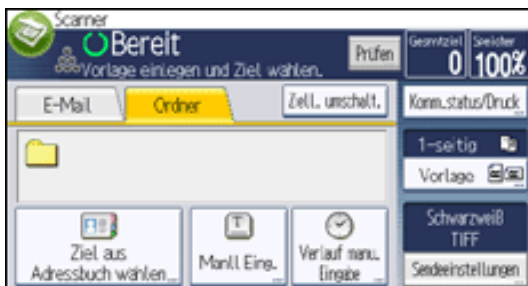 Scanner
Bereit
Vorlage einlegen und Ziel wählen.
Prüfen
Gesamtziel
0
Speicher
100%
E-Mail
Ordner
Zell. umschalt.
Komm.status/Druck
1-seitig
Vorlage
Ziel aus
Adressbuch wählen
Manll Eing.
Verlauf manu.
Eingabe
Schwarzweiß
TIFF
Sendeeinstellungen